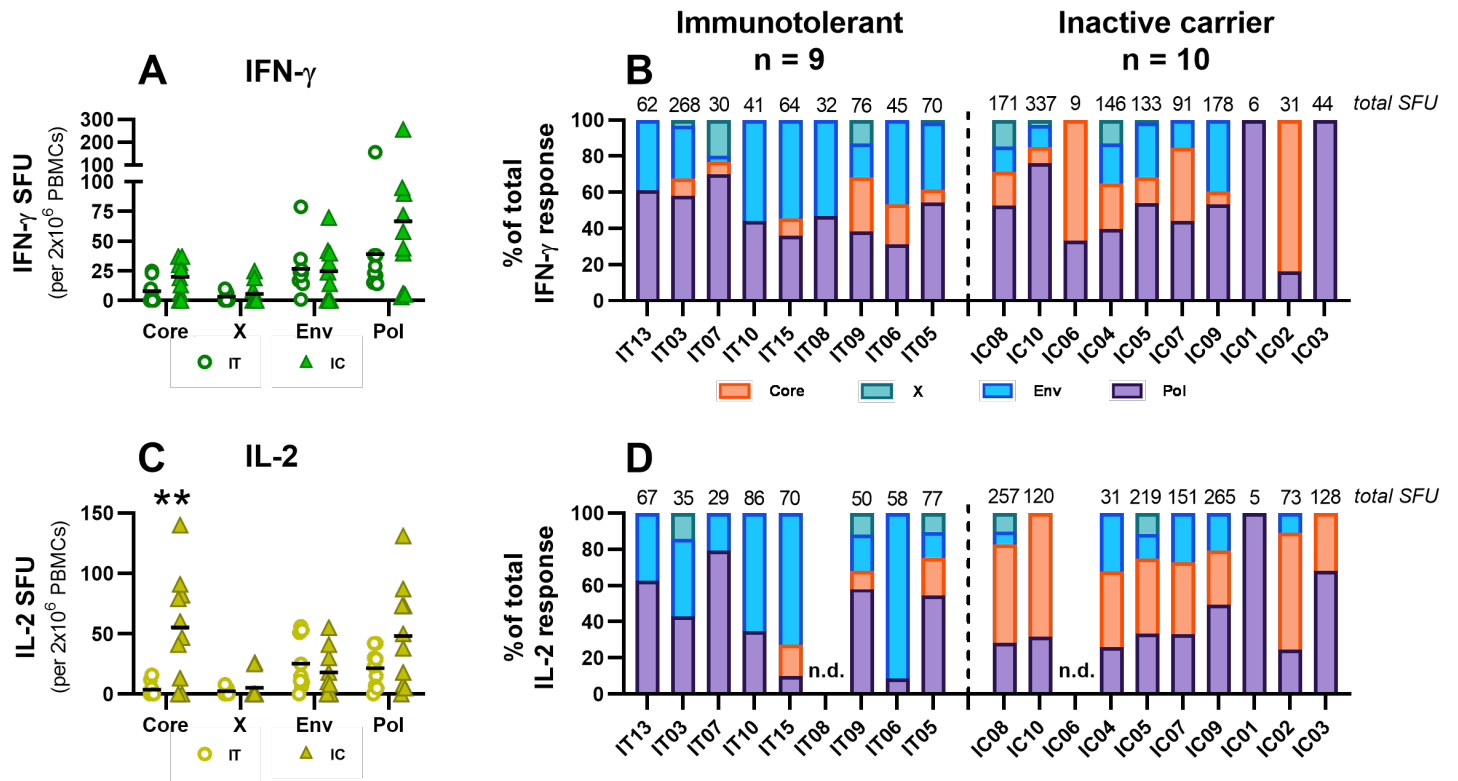 Immunotolerant
n = 9
Inactive carrier
n = 10
A
IFN-γ
IFN-γ SFU
(per 2x10⁶ PBMCs)
300
200
100
100
75
50
25
0
Core X Env Pol
IT IC
B
62 268 30 41 64 32 76 45 70 171 337 9 146 133 91 178 6 31 44 total SFU
% of total
IFN-γ response
100
80
60
40
20
0
IT13 IT03 IT07 IT10 IT15 IT08 IT09 IT06 IT05 IC08 IC10 IC06 IC04 IC05 IC07 IC09 IC01 IC02 IC03
Core X Env Pol
C
IL-2
**
IL-2 SFU
(per 2x10⁶ PBMCs)
150
100
50
0
Core X Env Pol
IT IC
D
67 35 29 86 70 50 58 77 257 120 31 219 151 265 5 73 128 total SFU
% of total
IL-2 response
100
80
60
40
20
0
n.d. n.d.
IT13 IT03 IT07 IT10 IT15 IT08 IT09 IT06 IT05 IC08 IC10 IC06 IC04 IC05 IC07 IC09 IC01 IC02 IC03